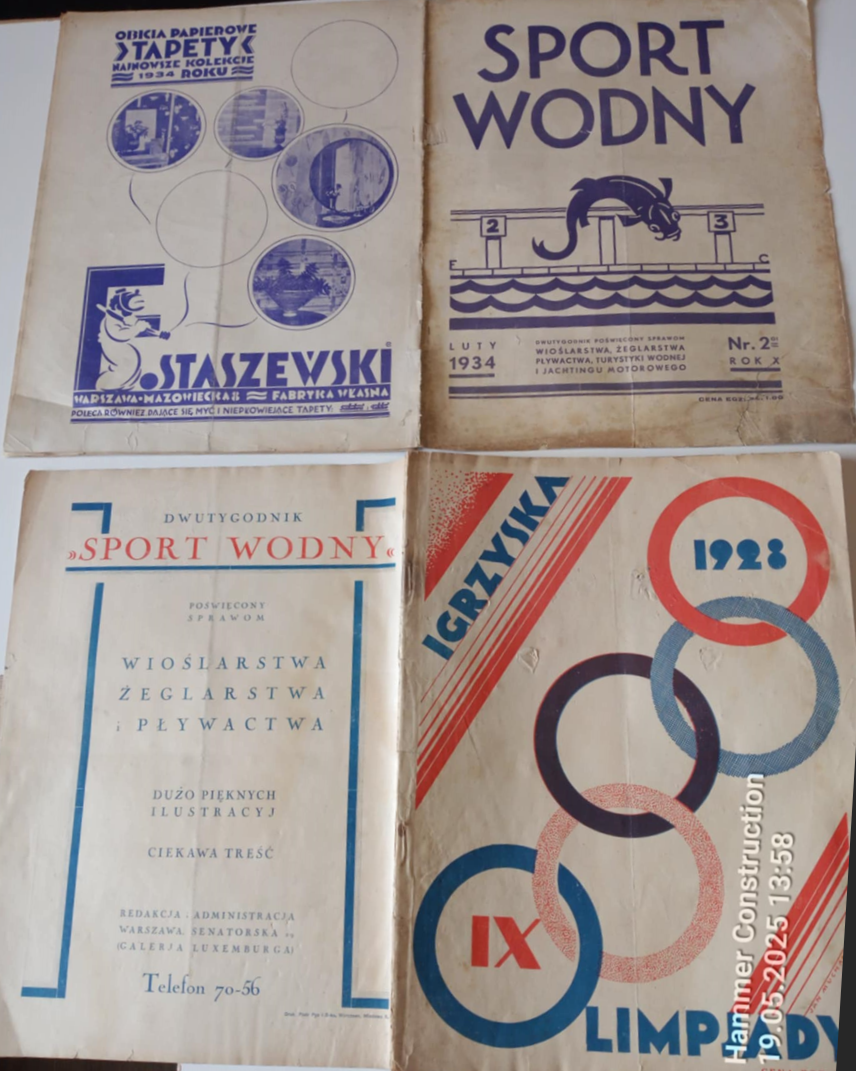 OBICIA PAPIEROWE
TAPETY
NAJNOWSZE KOLEKCJE
1934 ROKU
F.STASZEWSKI
WARSZAWA·MAZOWIECKA 8 FABRYKA WŁASNA
POLECA RÓWNIEŻ DAJĄCE SIĘ MYĆ I NIEPŁOWIEJĄCE TAPETY:
SPORT
WODNY
2
3
F
C
LUTY
1934
DWUTYGODNIK POŚWIĘCONY SPRAWOM
WIOŚLARSTWA, ŻEGLARSTWA
PŁYWACTWA, TURYSTYKI WODNEJ
I JACHTINGU MOTOROWEGO
Nr. 2
ROK X
DWUTYGODNIK
»SPORT WODNY«
POŚWIĘCONY
SPRAWOM
WIOŚLARSTWA
ŻEGLARSTWA
i PŁYWACTWA
DUŻO PIĘKNYCH
ILUSTRACYJ
CIEKAWA TREŚĆ
REDAKCJA i ADMINISTRACJA
WARSZAWA, SENATORSKA
(GALERJA LUXEMBURGA)
Telefon 70-56
IGRZYSKA
1928
IX
OLIMPJADY
Hammer Construction
19.05.2025 13:58